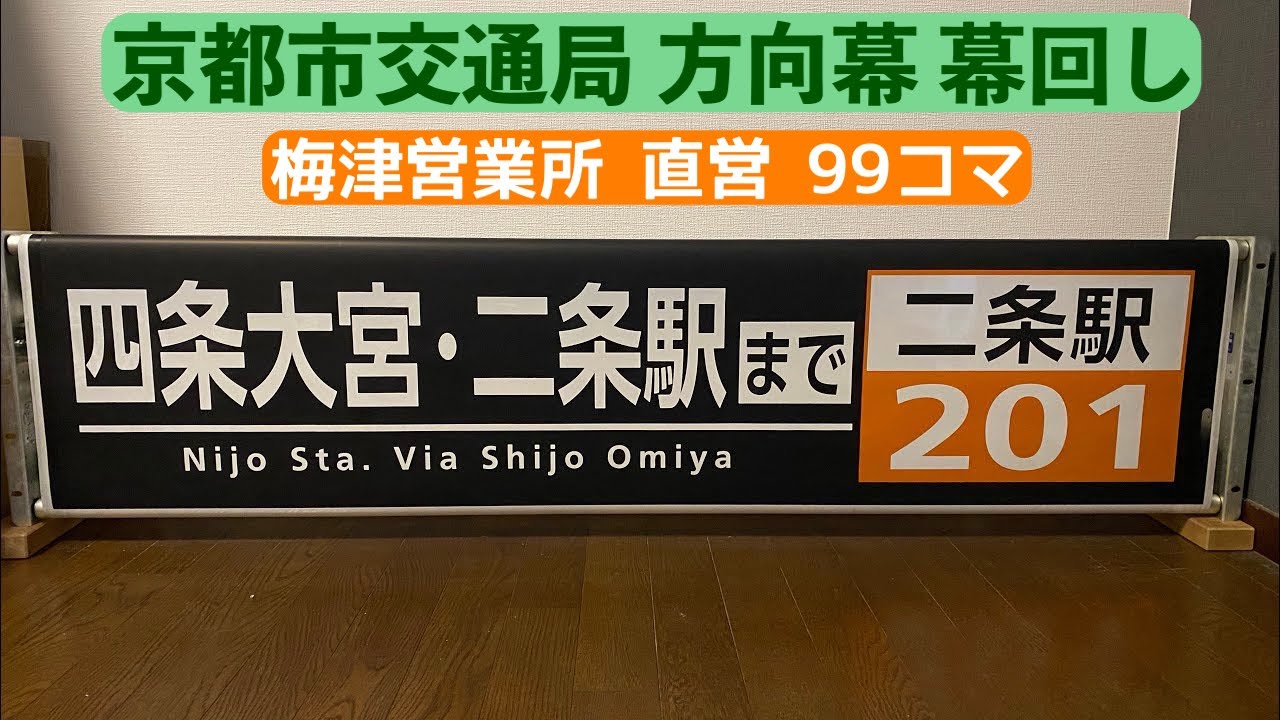 京都市交通局 方向幕 幕回し
梅津営業所 直営 99コマ
四条大宮・二条駅まで
Nijo Sta. Via Shijo Omiya
二条駅
201